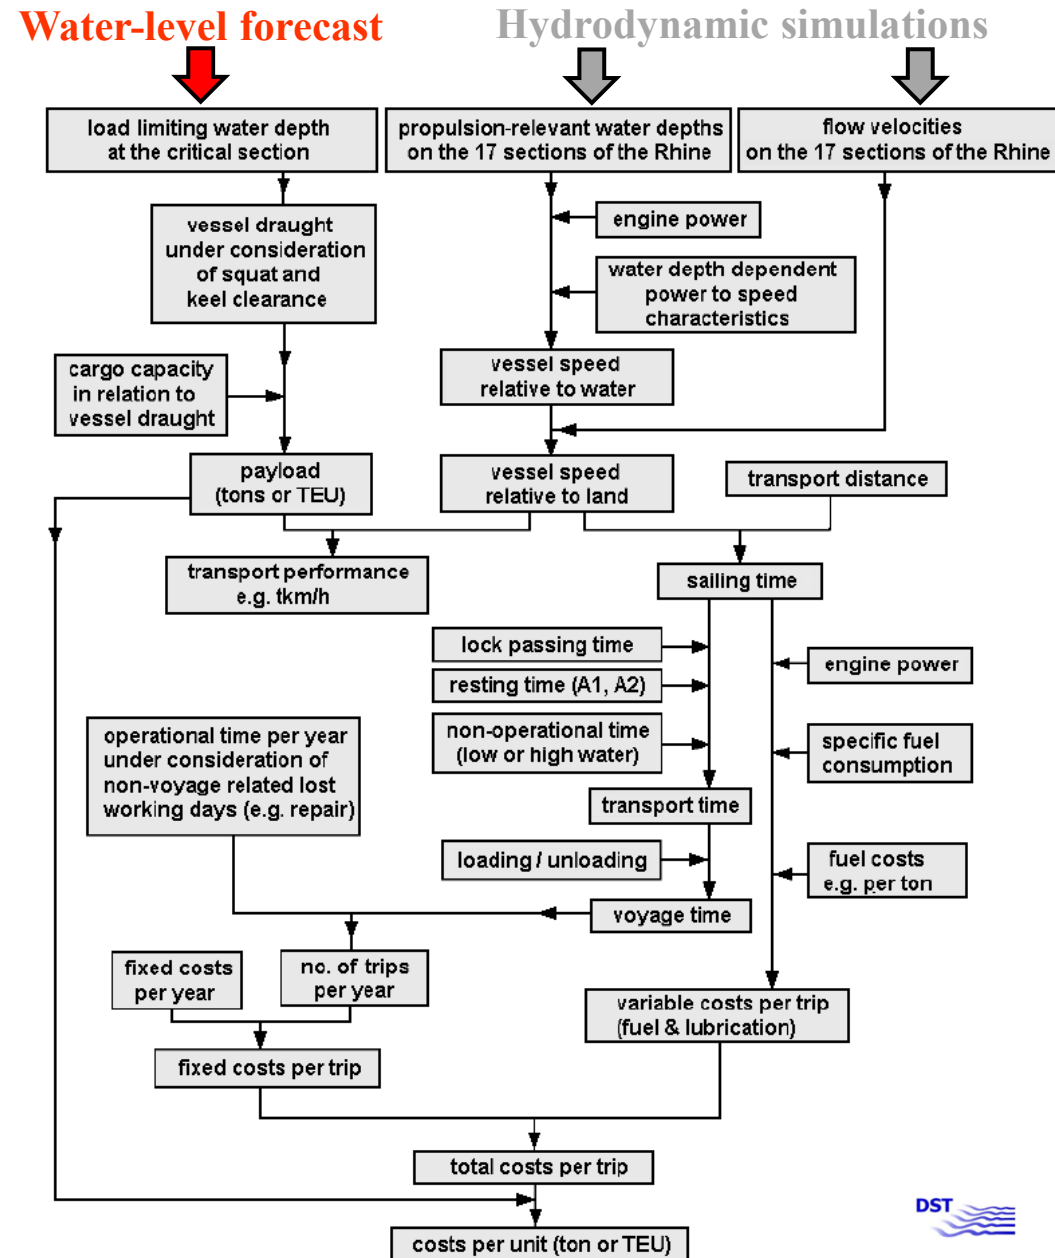 Water-level forecast
Hydrodynamic simulations
load limiting water depth
at the critical section
propulsion-relevant water depths
on the 17 sections of the Rhine
flow velocities
on the 17 sections of the Rhine
vessel draught
under consideration
of squat and
keel clearance
engine power
water depth dependent
power to speed
characteristics
cargo capacity
in relation to
vessel draught
vessel speed
relative to water
payload
(tons or TEU)
vessel speed
relative to land
transport distance
transport performance
e.g. tkm/h
sailing time
lock passing time
resting time (A1, A2)
non-operational time
(low or high water)
engine power
specific fuel
consumption
operational time per year
under consideration of
non-voyage related lost
working days (e.g. repair)
transport time
loading / unloading
fuel costs
e.g. per ton
voyage time
fixed costs
per year
no. of trips
per year
variable costs per trip
(fuel & lubrication)
fixed costs per trip
total costs per trip
costs per unit (ton or TEU)
DST